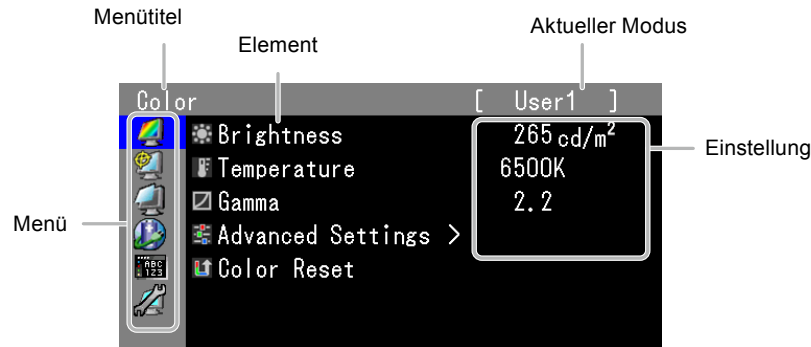 Menütitel
Element
Aktueller Modus
Color [ User1 ]
Brightness 265 cd/m²
Temperature 6500K
Gamma 2.2
Advanced Settings >
Color Reset
Menü
Einstellung
ABC
123